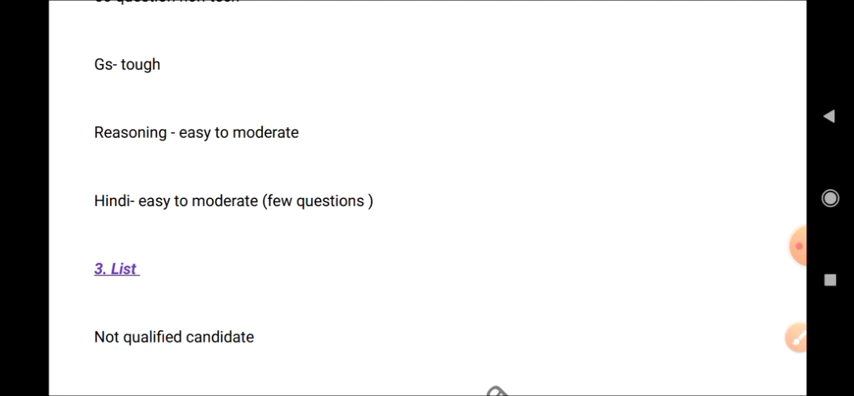 Gs- tough
Reasoning - easy to moderate
Hindi- easy to moderate (few questions )
3. List
Not qualified candidate